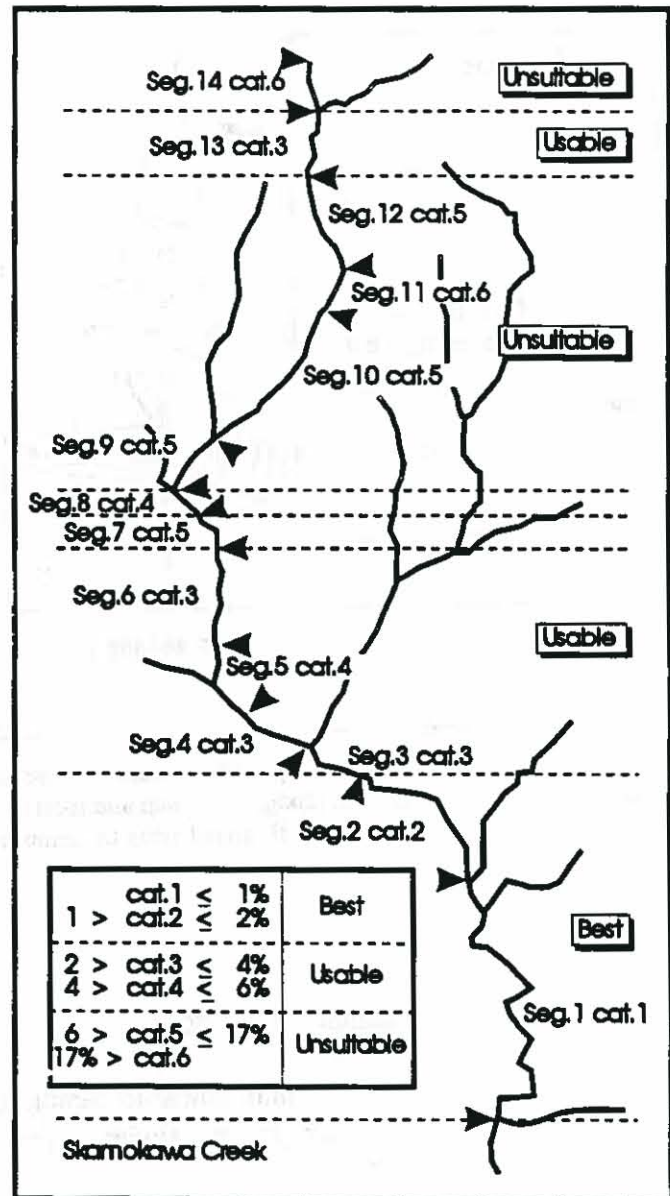 Seg.14 cat.6
Unsuttable
Seg.13 cat.3
Usable
Seg.12 cat.5
Seg.11 cat.6
Unsuttable
Seg.10 cat.5
Seg.9 cat.5
Seg.8 cat.4
Seg.7 cat.5
Seg.6 cat.3
Usable
Seg.5 cat.4
Seg.4 cat.3
Seg.3 cat.3
Seg.2 cat.2
cat.1 ≤ 1%
1 > cat.2 ≤ 2%
Best
2 > cat.3 ≤ 4%
4 > cat.4 ≤ 6%
Usable
6 > cat.5 ≤ 17%
17% > cat.6
Unsuttable
Best
Seg.1 cat.1
Skamokawa Creek